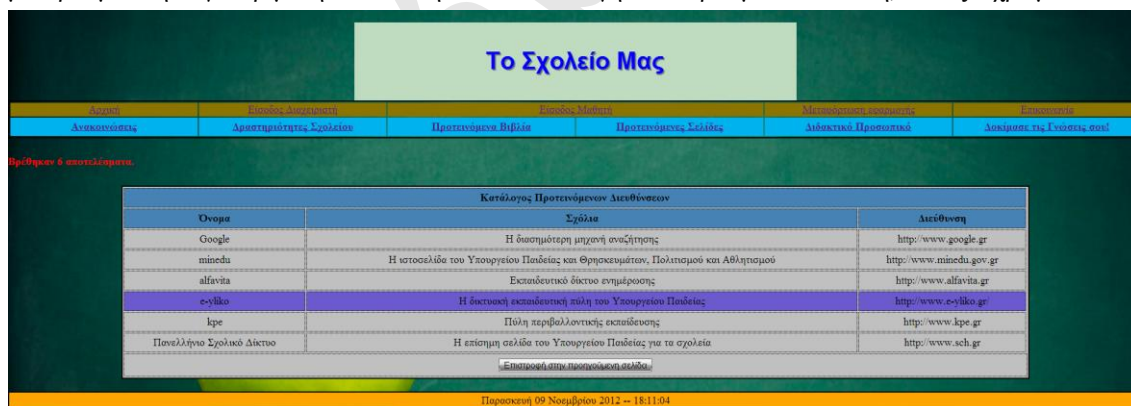 Το Σχολείο Μας
Αρχική Είσοδος Διαχειριστή Είσοδος Μαθητή Μεταφόρτωση εφαρμογής Επικοινωνία
Ανακοινώσεις Δραστηριότητες Σχολείου Προτεινόμενα Βιβλία Προτεινόμενες Σελίδες Διδακτικό Προσωπικό Δοκίμασε τις Γνώσεις σου!
Βρέθηκαν 6 αποτελέσματα.
Κατάλογος Προτεινόμενων Διευθύνσεων
Όνομα Σχόλια Διεύθυνση
Google Η διασημότερη μηχανή αναζήτησης http://www.google.gr
minedu Η ιστοσελίδα του Υπουργείου Παιδείας και Θρησκευμάτων, Πολιτισμού και Αθλητισμού http://www.minedu.gov.gr
alfavita Εκπαιδευτικό δίκτυο ενημέρωσης http://www.alfavita.gr
e-yliko Η δικτυακή εκπαιδευτική πύλη του Υπουργείου Παιδείας http://www.e-yliko.gr/
kpe Πύλη περιβαλλοντικής εκπαίδευσης http://www.kpe.gr
Πανελλήνιο Σχολικό Δίκτυο Η επίσημη σελίδα του Υπουργείου Παιδείας για τα σχολεία http://www.sch.gr
Επιστροφή στην προηγούμενη σελίδα
Παρασκευή 09 Νοεμβρίου 2012 -- 18:11:04